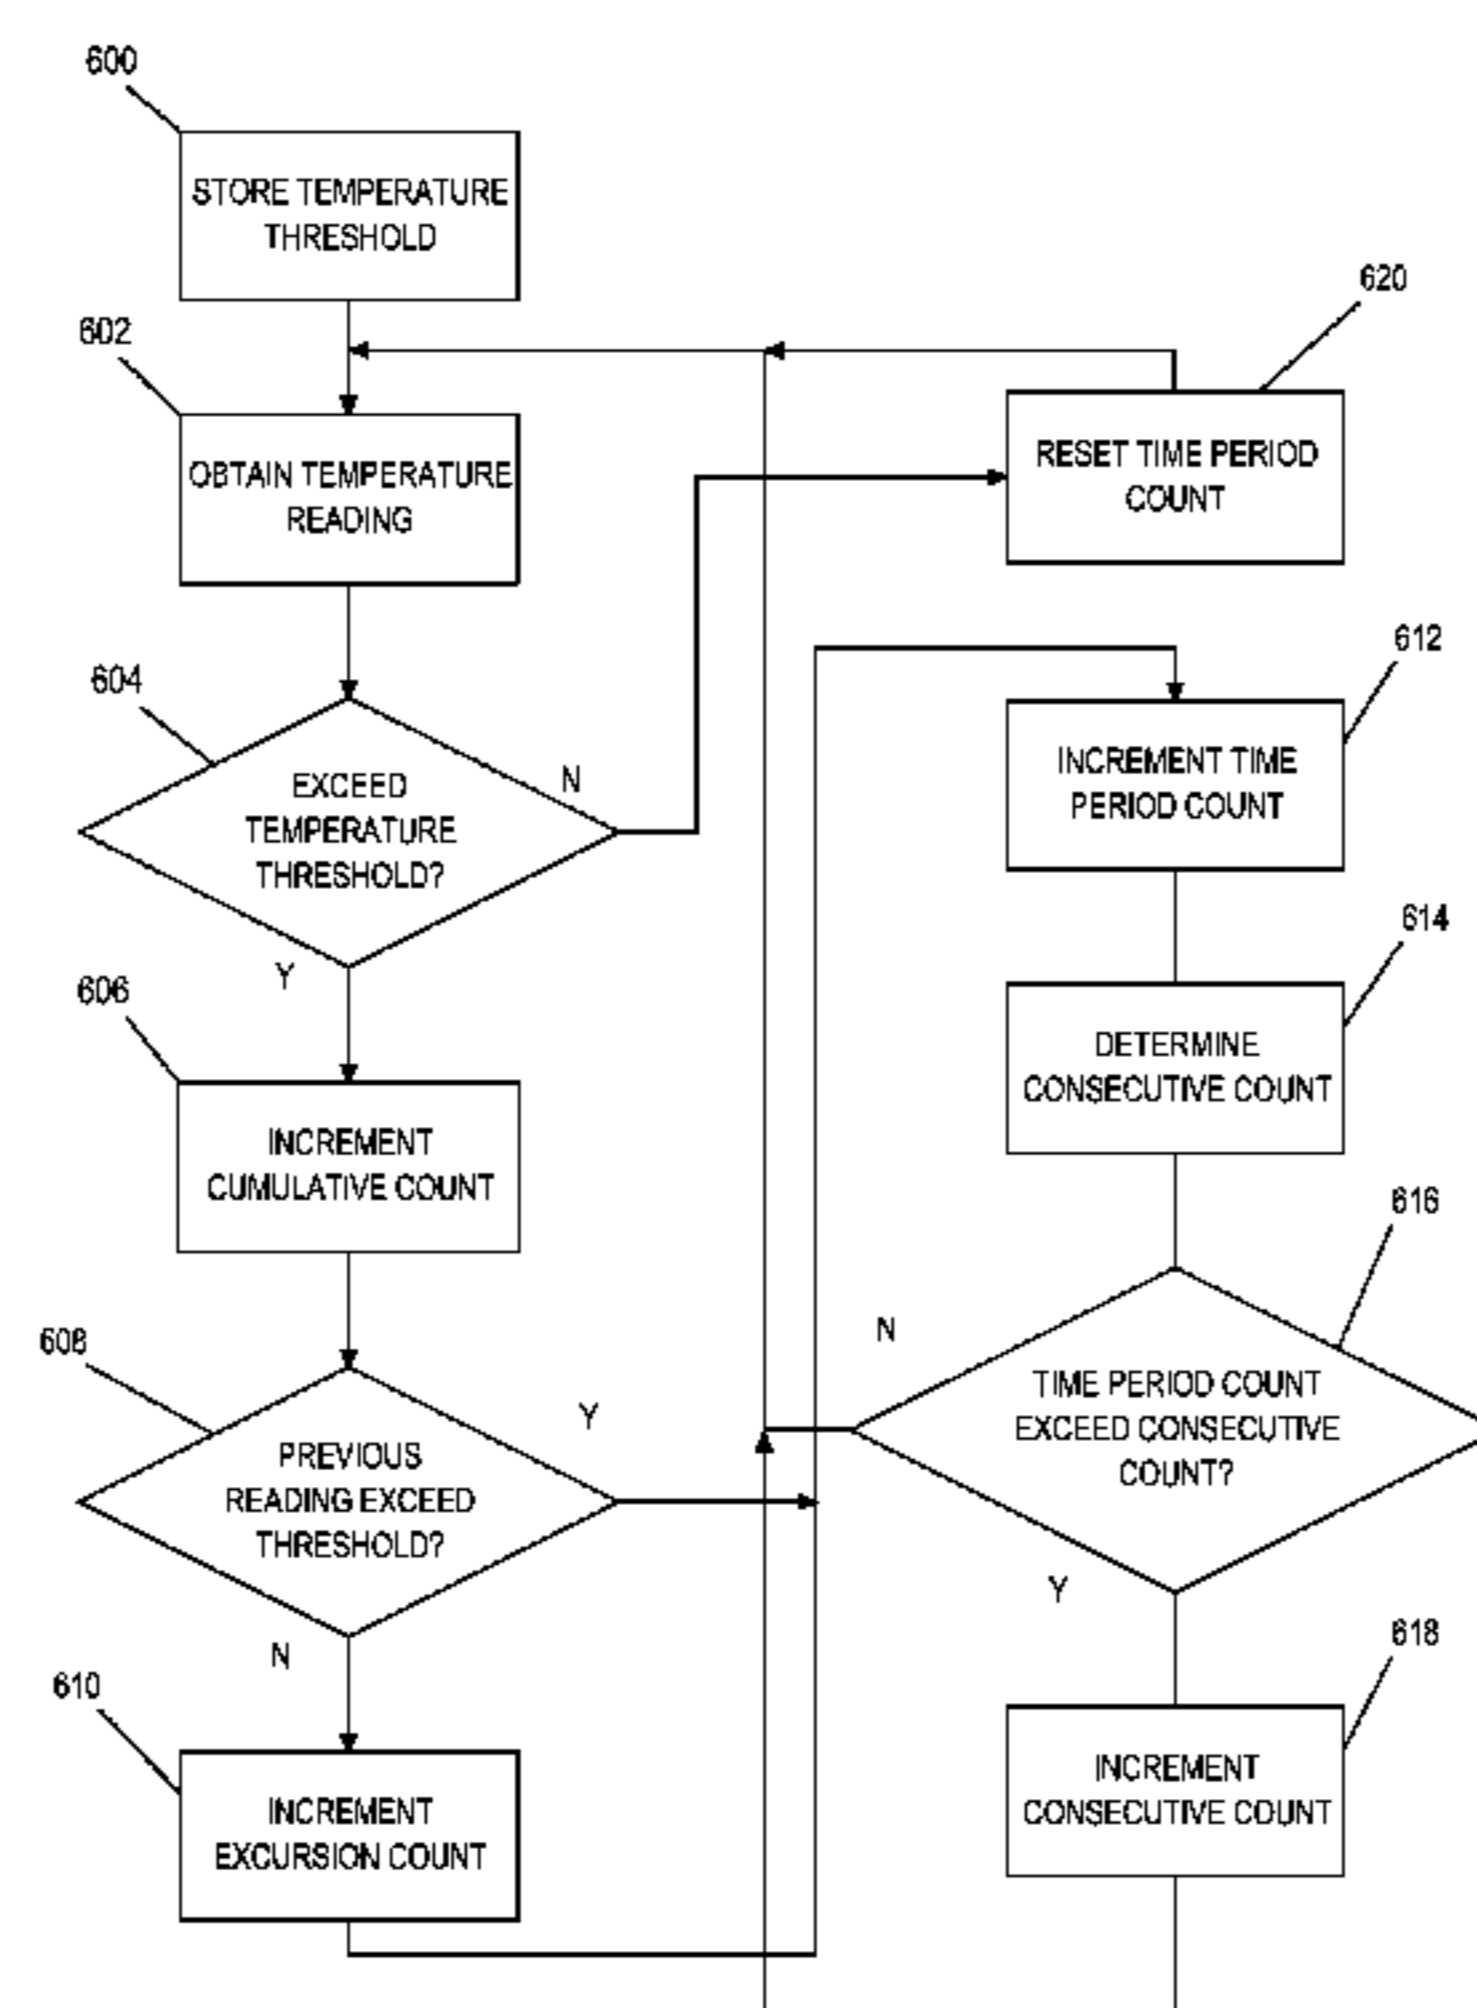 600
STORE TEMPERATURE
THRESHOLD
602
OBTAIN TEMPERATURE
READING
604
EXCEED
TEMPERATURE
THRESHOLD?
N
Y
606
INCREMENT
CUMULATIVE COUNT
608
PREVIOUS
READING EXCEED
THRESHOLD?
Y
N
610
INCREMENT
EXCURSION COUNT
620
RESET TIME PERIOD
COUNT
612
INCREMENT TIME
PERIOD COUNT
614
DETERMINE
CONSECUTIVE COUNT
616
N
TIME PERIOD COUNT
EXCEED CONSECUTIVE
COUNT?
Y
618
INCREMENT
CONSECUTIVE COUNT